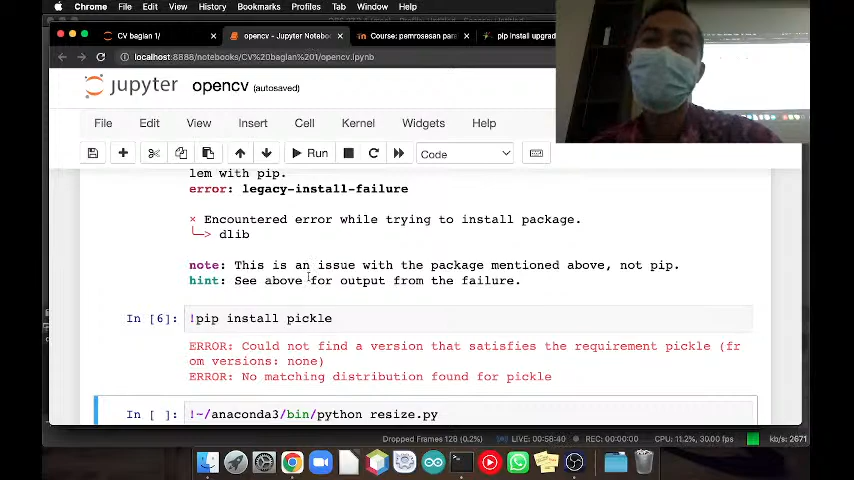 Chrome File Edit View History Bookmarks Profiles Tab Window Help
CV bagian 1/
opencv - Jupyter Notebook
Course: pemrosesan para
pip install upgrad
localhost:8888/notebooks/CV%20bagian%201/opencv.ipynb
jupyter opencv (autosaved)
File Edit View Insert Cell Kernel Widgets Help
Run Code
lem with pip.
error: legacy-install-failure
× Encountered error while trying to install package.
╰─> dlib
note: This is an issue with the package mentioned above, not pip.
hint: See above for output from the failure.
In [6]: !pip install pickle
ERROR: Could not find a version that satisfies the requirement pickle (fr
om versions: none)
ERROR: No matching distribution found for pickle
In [ ]: !~/anaconda3/bin/python resize.py
Dropped Frames 128 (0.2%) LIVE: 00:58:40 REC: 00:00:00 CPU: 11.2%, 30.00 fps kb/s: 2671